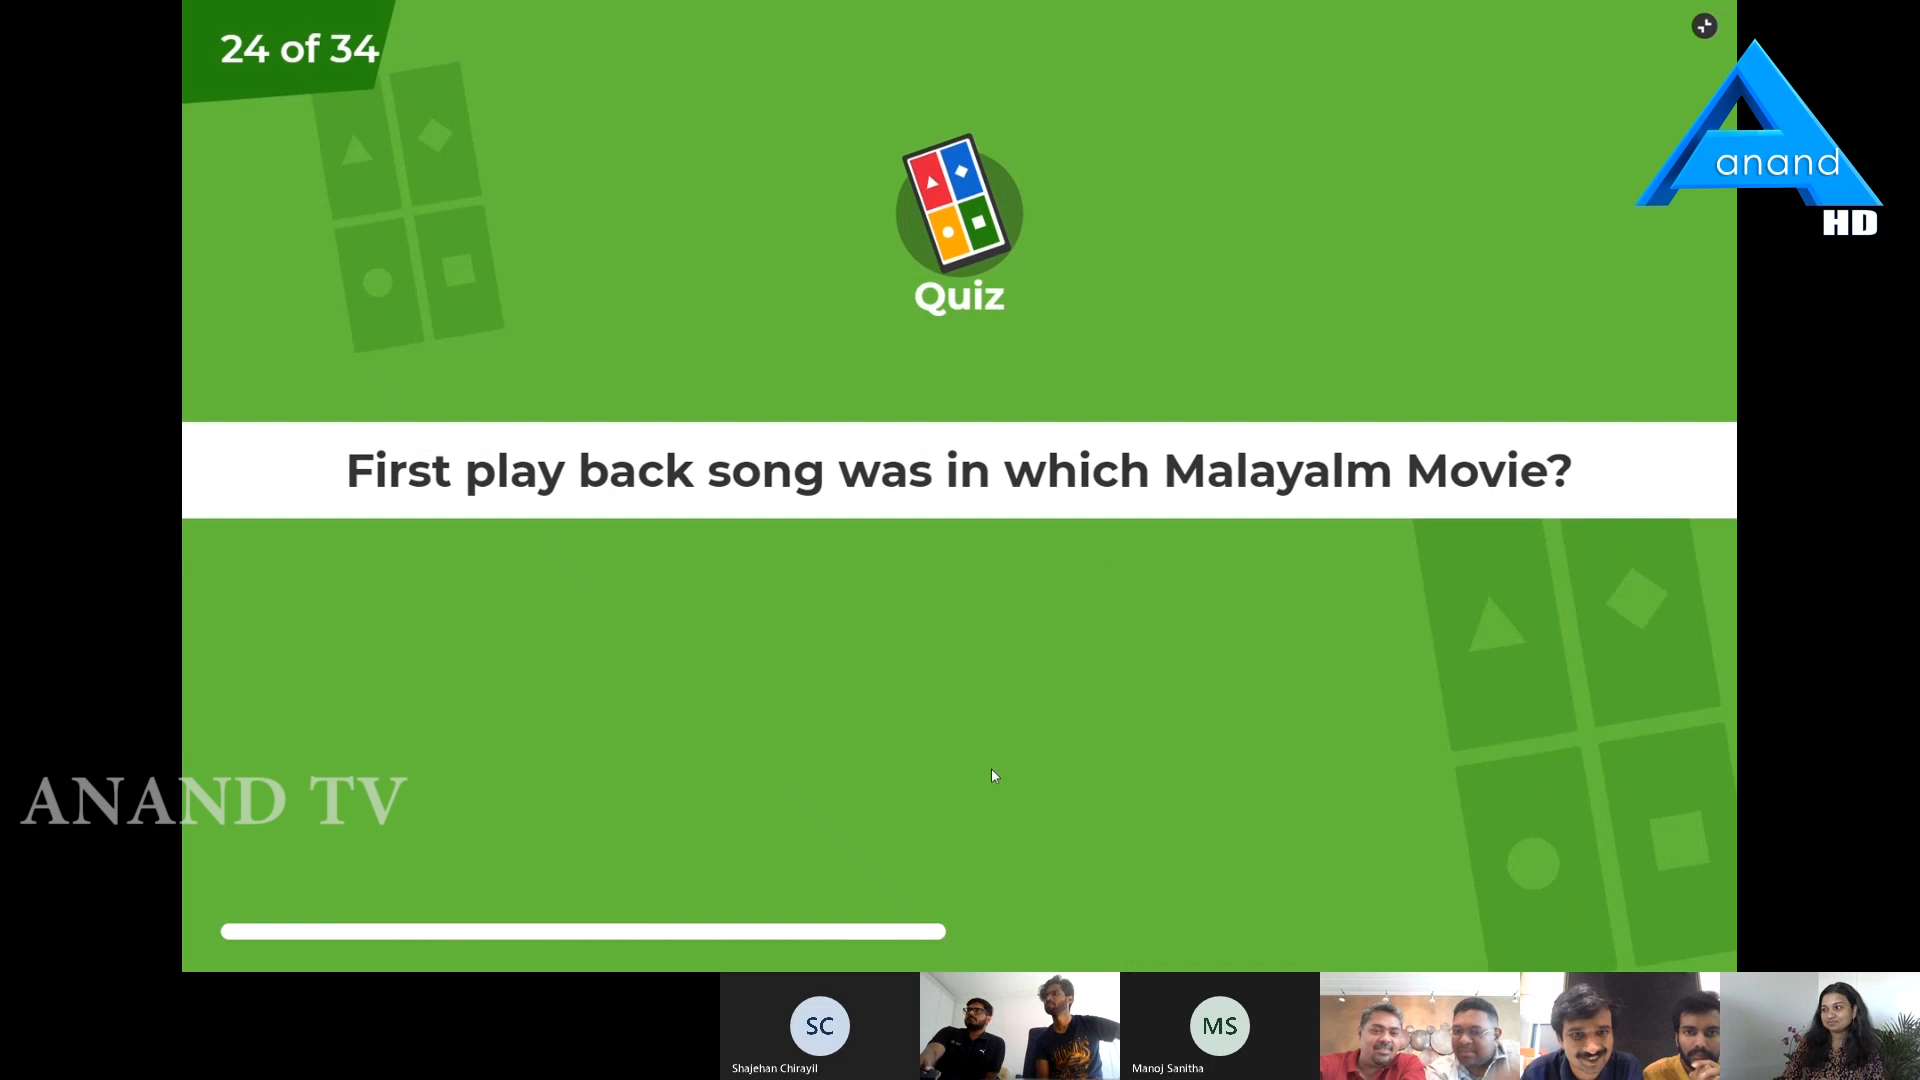 24 of 34
anand
HD
Quiz
First play back song was in which Malayalm Movie?
ANAND TV
SC
Shajehan Chirayil
MS
Manoj Sanitha